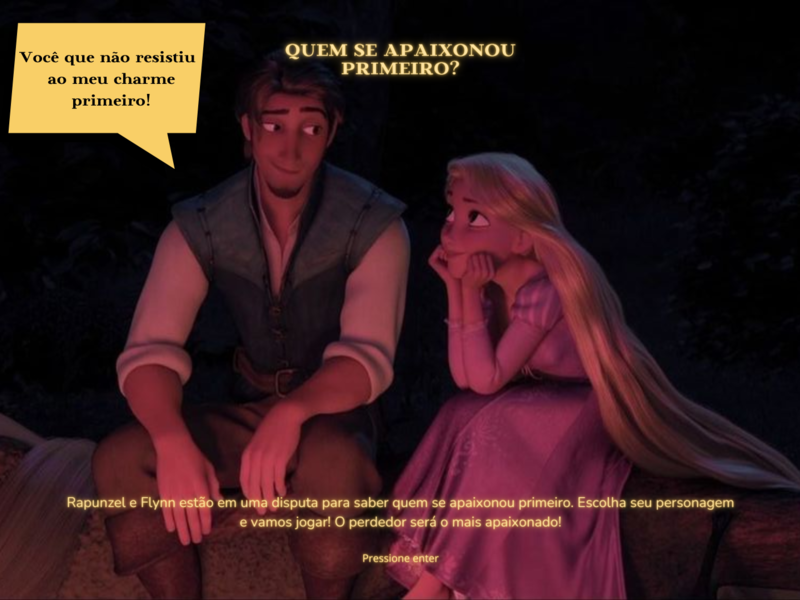 Você que não resistiu
ao meu charme
primeiro!
QUEM SE APAIXONOU
PRIMEIRO?
Rapunzel e Flynn estão em uma disputa para saber quem se apaixonou primeiro. Escolha seu personagem
e vamos jogar! O perdedor será o mais apaixonado!
Pressione enter